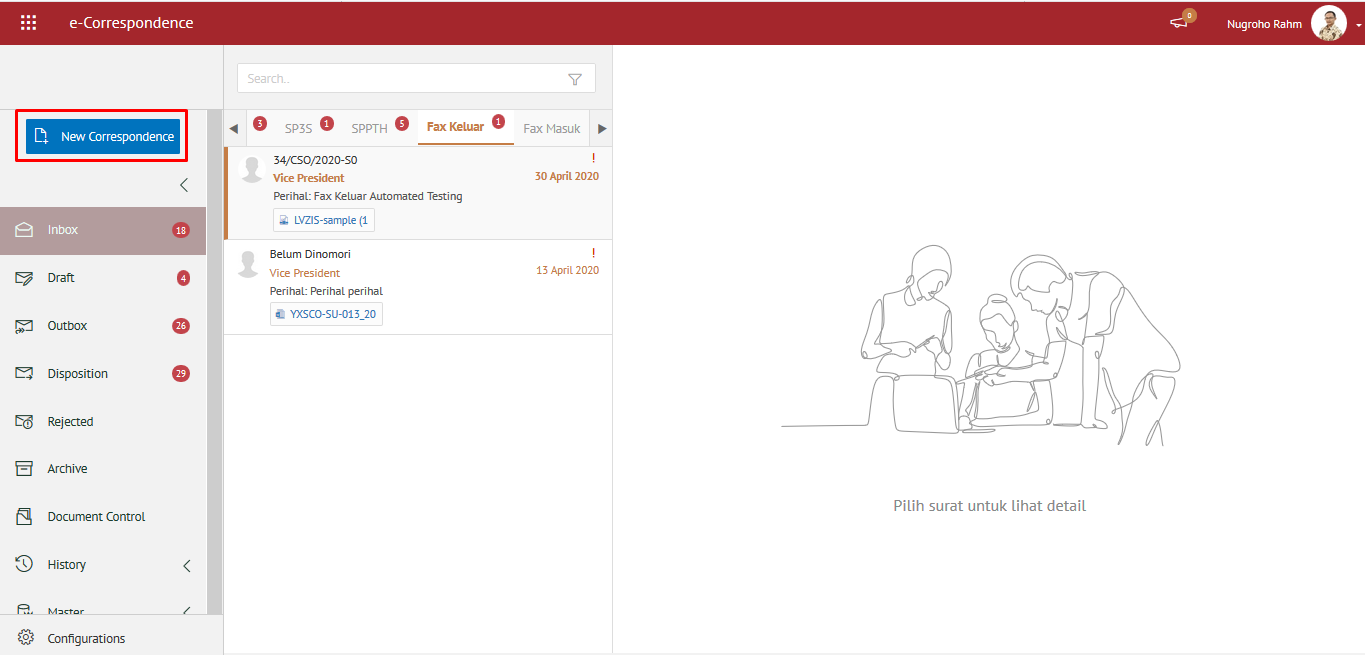 e-Correspondence
0
Nugroho Rahm
New Correspondence
Inbox
18
Draft
4
Outbox
26
Disposition
29
Rejected
Archive
Document Control
History
Master
Configurations
Search..
3
SP3S
1
SPPTH
5
Fax Keluar
1
Fax Masuk
34/CSO/2020-S0
!
Vice President
30 April 2020
Perihal: Fax Keluar Automated Testing
LVZIS-sample (1
Belum Dinomori
!
Vice President
13 April 2020
Perihal: Perihal perihal
YXSCO-SU-013_20
Pilih surat untuk lihat detail